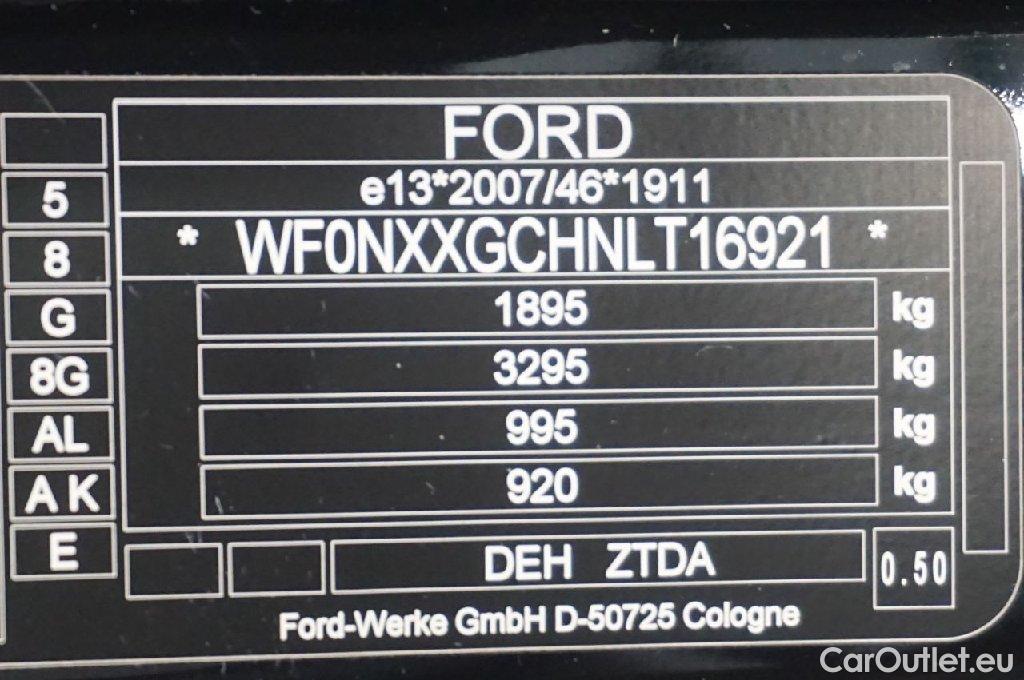 FORD
e13*2007/46*1911
* WF0NXXGCHNLT16921 *
5
8
G
8G
AL
A K
E
1895 kg
3295 kg
995 kg
920 kg
DEH ZTDA
0.50
Ford-Werke GmbH D-50725 Cologne
CarOutlet.eu